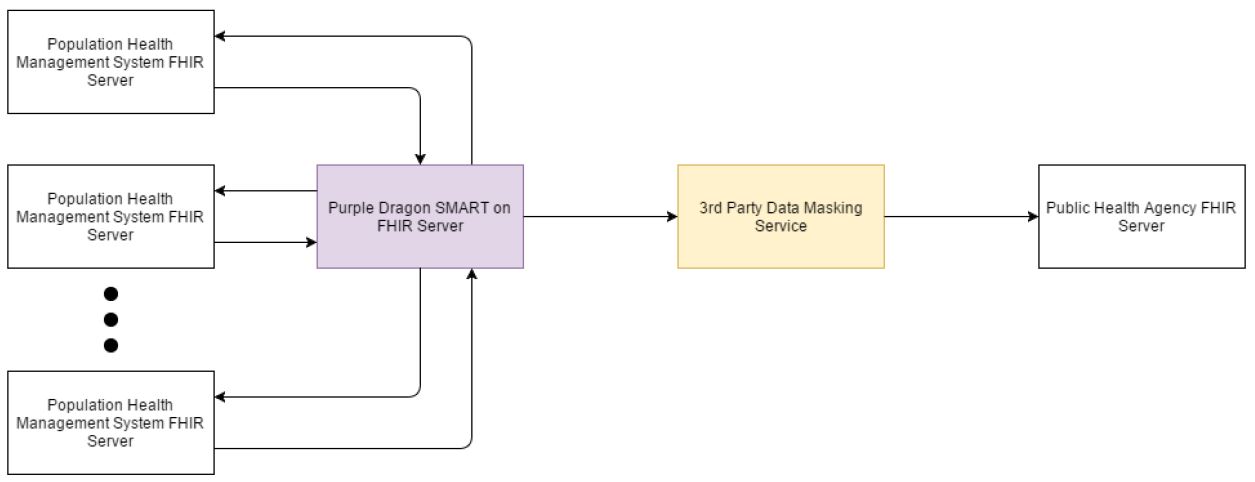 Population Health
Management System FHIR
Server
Population Health
Management System FHIR
Server
Purple Dragon SMART on
FHIR Server
3rd Party Data Masking
Service
Public Health Agency FHIR
Server
Population Health
Management System FHIR
Server